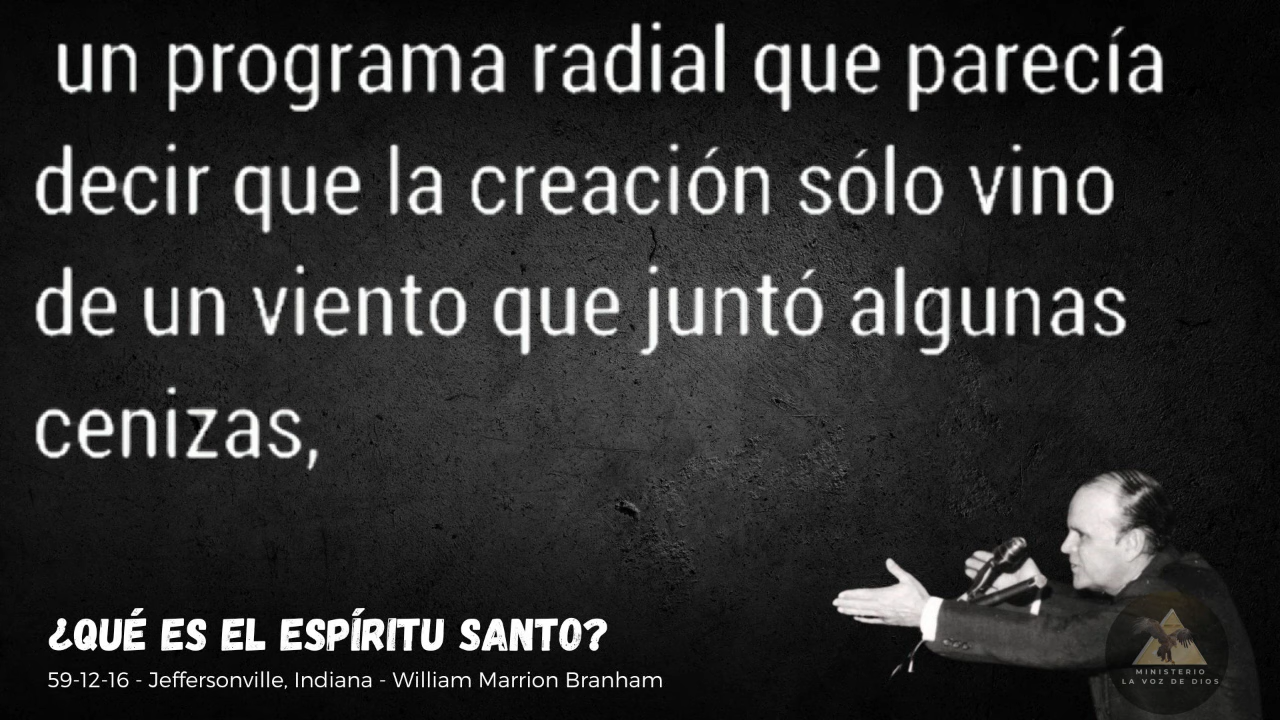 un programa radial que parecía
decir que la creación sólo vino
de un viento que juntó algunas
cenizas,
¿QUÉ ES EL ESPÍRITU SANTO?
59-12-16 - Jeffersonville, Indiana - William Marrion Branham
MINISTERIO
LA VOZ DE DIOS